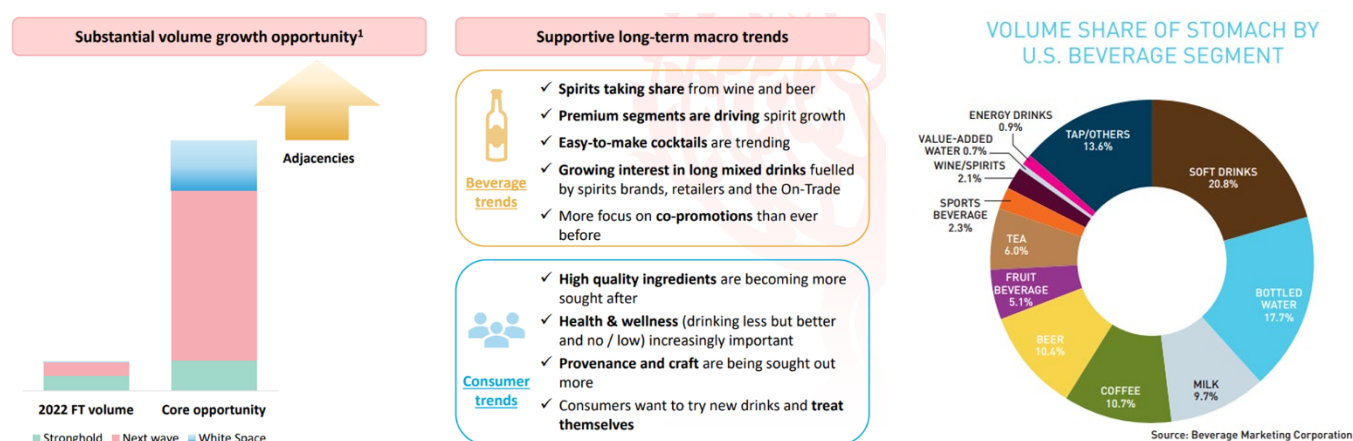 Substantial volume growth opportunity1
Adjacencies
2022 FT volume
Core opportunity
Stronghold
Next wave
White Space
Supportive long-term macro trends
Beverage
trends
✓ Spirits taking share from wine and beer
✓ Premium segments are driving spirit growth
✓ Easy-to-make cocktails are trending
✓ Growing interest in long mixed drinks fuelled
by spirits brands, retailers and the On-Trade
✓ More focus on co-promotions than ever
before
Consumer
trends
✓ High quality ingredients are becoming more
sought after
✓ Health & wellness (drinking less but better
and no / low) increasingly important
✓ Provenance and craft are being sought out
more
✓ Consumers want to try new drinks and treat
themselves
VOLUME SHARE OF STOMACH BY
U.S. BEVERAGE SEGMENT
ENERGY DRINKS
0.9%
VALUE-ADDED
WATER 0.7%
WINE/SPIRITS
2.1%
SPORTS
BEVERAGE
2.3%
TEA
6.0%
FRUIT
BEVERAGE
5.1%
BEER
10.4%
COFFEE
10.7%
MILK
9.7%
BOTTLED
WATER
17.7%
SOFT DRINKS
20.8%
TAP/OTHERS
13.6%
Source: Beverage Marketing Corporation